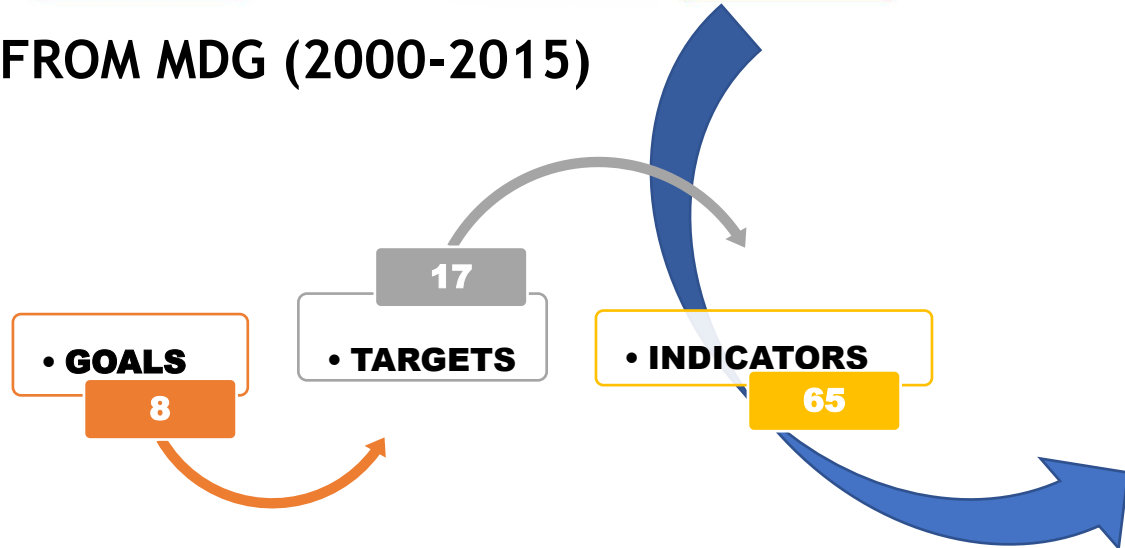 FROM MDG (2000-2015)
• GOALS
8
17
• TARGETS
• INDICATORS
65